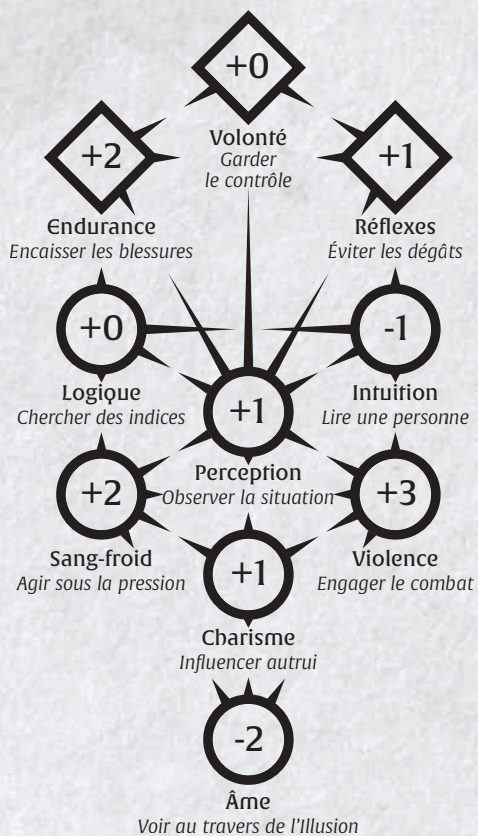 +0
Volonté
Garder
le contrôle
+2
Endurance
Encaisser les blessures
+1
Réflexes
Éviter les dégâts
+0
Logique
Chercher des indices
-1
Intuition
Lire une personne
+1
Perception
Observer la situation
+2
Sang-froid
Agir sous la pression
+3
Violence
Engager le combat
+1
Charisme
Influencer autrui
-2
Âme
Voir au travers de l'Illusion